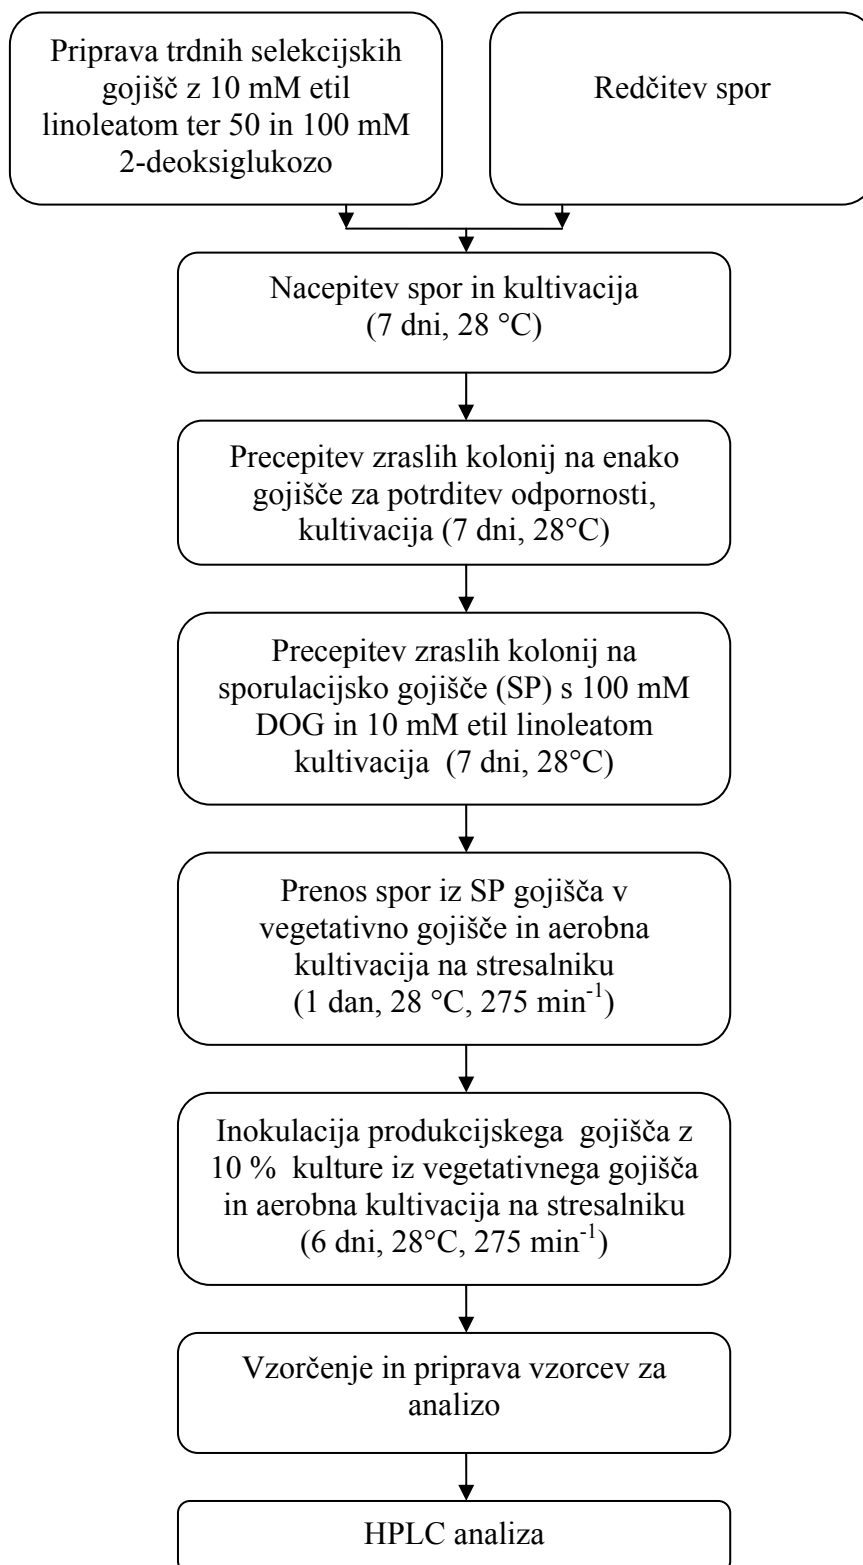 Priprava trdnih selekcijskih
gojišč z 10 mM etil
linoleatom ter 50 in 100 mM
2-deoksiglukozo
Redčitev spor
Nacepitev spor in kultivacija
(7 dni, 28 °C)
Precepitev zraslih kolonij na enako
gojišče za potrditev odpornosti,
kultivacija (7 dni, 28°C)
Precepitev zraslih kolonij na
sporulacijsko gojišče (SP) s 100 mM
DOG in 10 mM etil linoleatom
kultivacija (7 dni, 28°C)
Prenos spor iz SP gojišča v
vegetativno gojišče in aerobna
kultivacija na stresalniku
(1 dan, 28 °C, 275 min⁻¹)
Inokulacija produkcijskega gojišča z
10 % kulture iz vegetativnega gojišča
in aerobna kultivacija na stresalniku
(6 dni, 28°C, 275 min⁻¹)
Vzorčenje in priprava vzorcev za
analizo
HPLC analiza